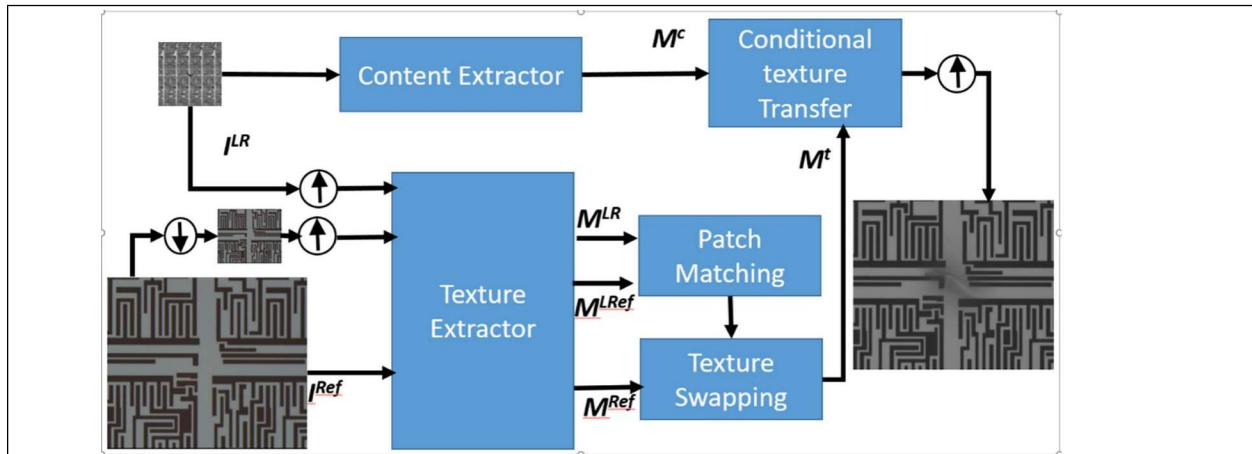 Content Extractor
M^c
Conditional
texture
Transfer
I^LR
M^t
M^LR
Patch
Matching
Texture
Extractor
M^LRef
Texture
Swapping
I^Ref
M^Ref